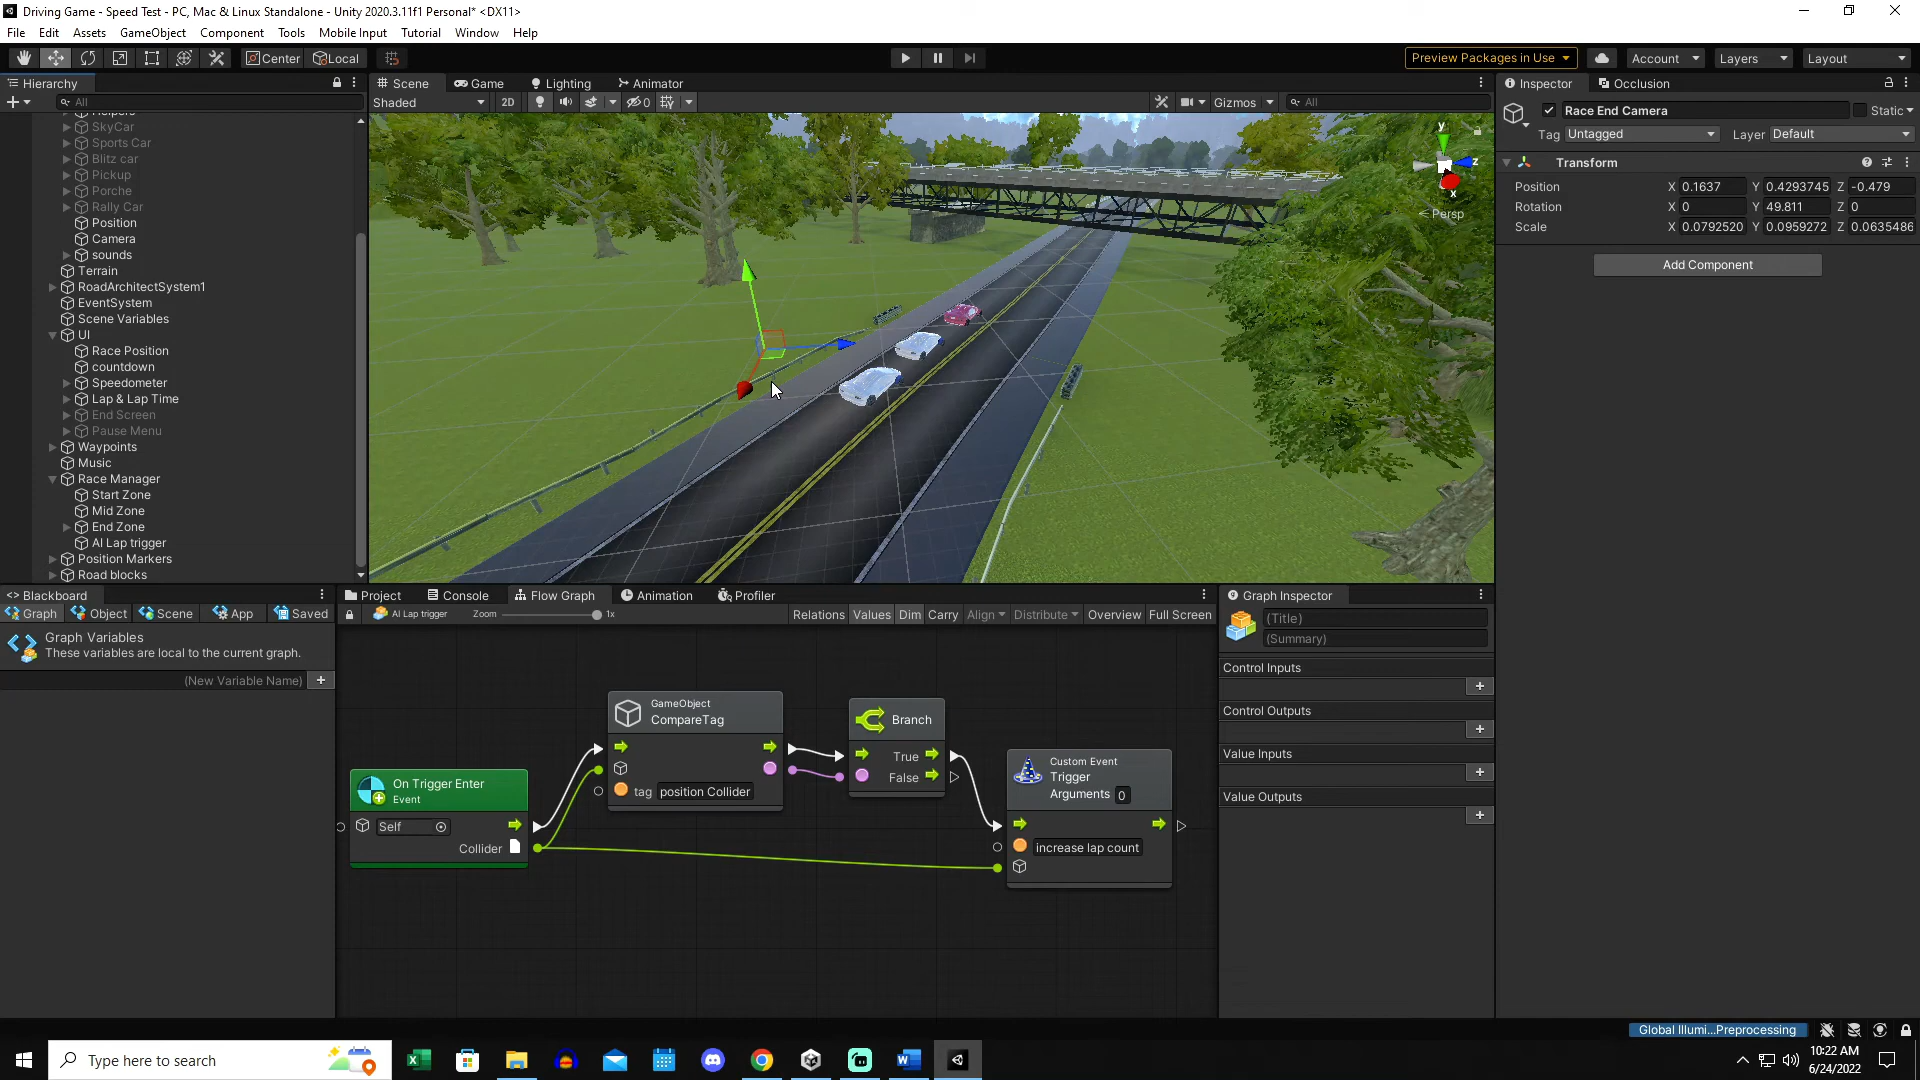 Driving Game - Speed Test - PC, Mac & Linux Standalone - Unity 2020.3.11f1 Personal* <DX11>
File Edit Assets GameObject Component Tools Mobile Input Tutorial Window Help
Center Local Preview Packages in Use Account Layers Layout
Hierarchy Scene Game Lighting Animator Inspector Occlusion
All Shaded 2D 0 Gizmos All
Race End Camera Static
Tag Untagged Layer Default
Transform
Position X 0.1637 Y 0.4293745 Z -0.479
Rotation X 0 Y 49.811 Z 0
Scale X 0.0792520 Y 0.0959272 Z 0.0635486
Add Component
y
z
x
Persp
Helpers
SkyCar
Sports Car
Blitz car
Pickup
Porche
Rally Car
Position
Camera
sounds
Terrain
RoadArchitectSystem1
EventSystem
Scene Variables
UI
Race Position
countdown
Speedometer
Lap & Lap Time
End Screen
Pause Menu
Waypoints
Music
Race Manager
Start Zone
Mid Zone
End Zone
AI Lap trigger
Position Markers
Road blocks
<> Blackboard
Graph Object Scene App Saved
Graph Variables
These variables are local to the current graph.
(New Variable Name)
Project Console Flow Graph Animation Profiler
AI Lap trigger Zoom 1x Relations Values Dim Carry Align Distribute Overview Full Screen
On Trigger Enter
Event
Self
Collider
GameObject
CompareTag
tag position Collider
Branch
True
False
Custom Event
Trigger
Arguments 0
increase lap count
Graph Inspector
(Title)
(Summary)
Control Inputs
Control Outputs
Value Inputs
Value Outputs
Global Illumi...Preprocessing
Type here to search
10:22 AM
6/24/2022